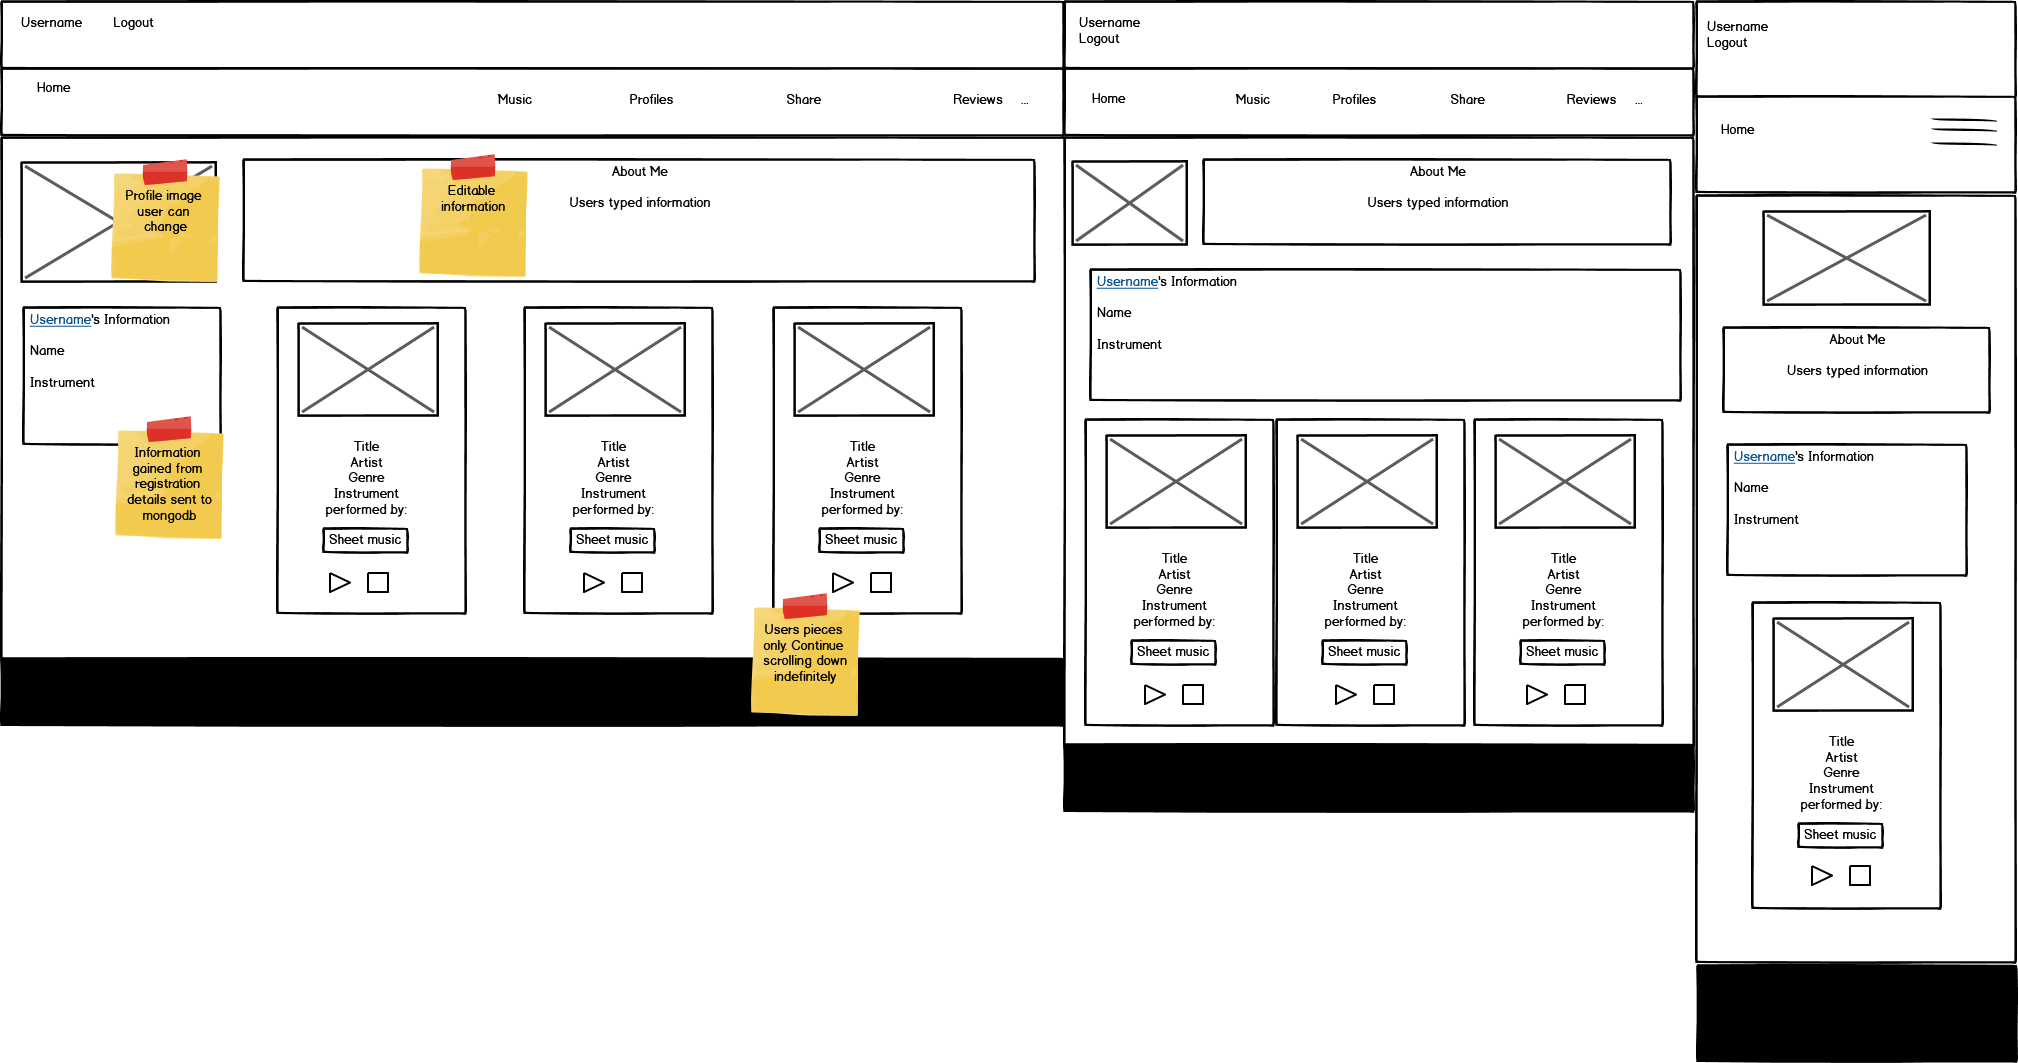 Username Logout
Home
Music Profiles Share Reviews ...
Profile image
user can
change
About Me
Users typed information
Editable
information
Username's Information
Name
Instrument
Information
gained from
registration
details sent to
mongodb
Title
Artist
Genre
Instrument
performed by:
Sheet music
Title
Artist
Genre
Instrument
performed by:
Sheet music
Title
Artist
Genre
Instrument
performed by:
Sheet music
Users pieces
only. Continue
scrolling down
indefinitely
Username
Logout
Home Music Profiles Share Reviews ...
About Me
Users typed information
Username's Information
Name
Instrument
Title
Artist
Genre
Instrument
performed by:
Sheet music
Title
Artist
Genre
Instrument
performed by:
Sheet music
Title
Artist
Genre
Instrument
performed by:
Sheet music
Username
Logout
Home
About Me
Users typed information
Username's Information
Name
Instrument
Title
Artist
Genre
Instrument
performed by:
Sheet music